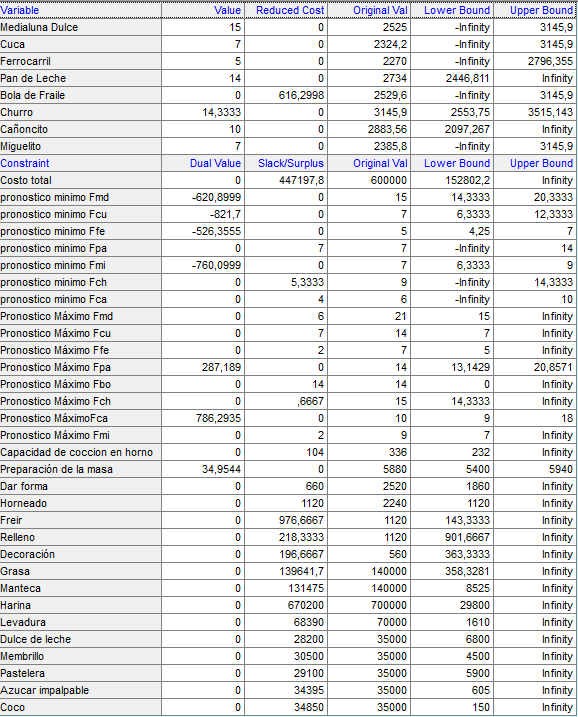 Variable Value Reduced Cost Original Val Lower Bound Upper Bound
Medialuna Dulce 15 0 2525 -Infinity 3145,9
Cuca 7 0 2324,2 -Infinity 3145,9
Ferrocarril 5 0 2270 -Infinity 2796,355
Pan de Leche 14 0 2734 2446,811 Infinity
Bola de Fraile 0 616,2998 2529,6 -Infinity 3145,9
Churro 14,3333 0 3145,9 2553,75 3515,143
Cañoncito 10 0 2883,56 2097,267 Infinity
Miguelito 7 0 2385,8 -Infinity 3145,9
Constraint Dual Value Slack/Surplus Original Val Lower Bound Upper Bound
Costo total 0 447197,8 600000 152802,2 Infinity
pronostico minimo Fmd -620,8999 0 15 14,3333 20,3333
pronostico minimo Fcu -821,7 0 7 6,3333 12,3333
pronostico minimo Ffe -526,3555 0 5 4,25 7
pronostico minimo Fpa 0 7 7 -Infinity 14
pronostico minimo Fmi -760,0999 0 7 6,3333 9
pronostico minimo Fch 0 5,3333 9 -Infinity 14,3333
pronostico minimo Fca 0 4 6 -Infinity 10
Pronostico Máximo Fmd 0 6 21 15 Infinity
Pronostico Máximo Fcu 0 7 14 7 Infinity
Pronostico Máximo Ffe 0 2 7 5 Infinity
Pronostico Máximo Fpa 287,189 0 14 13,1429 20,8571
Pronostico Máximo Fbo 0 14 14 0 Infinity
Pronostico Máximo Fch 0 ,6667 15 14,3333 Infinity
Pronostico MáximoFca 786,2935 0 10 9 18
Pronostico Máximo Fmi 0 2 9 7 Infinity
Capacidad de coccion en horno 0 104 336 232 Infinity
Preparación de la masa 34,9544 0 5880 5400 5940
Dar forma 0 660 2520 1860 Infinity
Horneado 0 1120 2240 1120 Infinity
Freir 0 976,6667 1120 143,3333 Infinity
Relleno 0 218,3333 1120 901,6667 Infinity
Decoración 0 196,6667 560 363,3333 Infinity
Grasa 0 139641,7 140000 358,3281 Infinity
Manteca 0 131475 140000 8525 Infinity
Harina 0 670200 700000 29800 Infinity
Levadura 0 68390 70000 1610 Infinity
Dulce de leche 0 28200 35000 6800 Infinity
Membrillo 0 30500 35000 4500 Infinity
Pastelera 0 29100 35000 5900 Infinity
Azucar impalpable 0 34395 35000 605 Infinity
Coco 0 34850 35000 150 Infinity